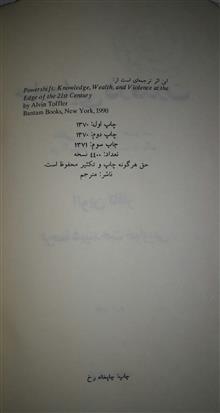 این اثر ترجمه‌ای است از:
Powershift: Knowledge, Wealth, and Violence at the
Edge of the 21st Century
by Alvin Toffler
Bantam Books, New York, 1990
چاپ اول: ۱۳۷۰
چاپ دوم: ۱۳۷۰
چاپ سوم: ۱۳۷۱
تعداد: ۴۴۰۰ نسخه
حق هرگونه چاپ و تکثیر محفوظ است.
ناشر: مترجم
چاپ: چاپخانه رخ